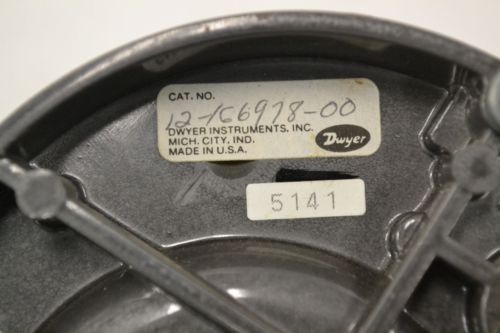 CAT. NO.
12-166978-00
DWYER INSTRUMENTS, INC.
MICH. CITY, IND.
MADE IN U.S.A.
Dwyer
5141